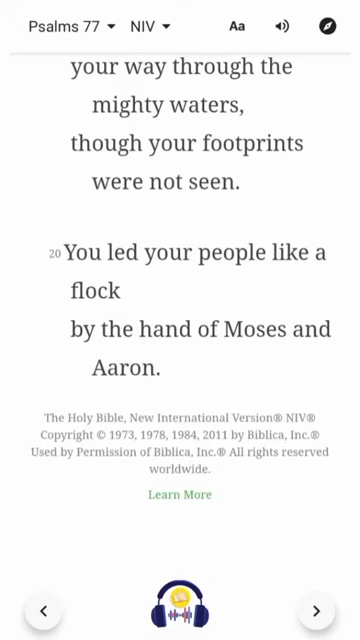 Psalms 77 NIV Aa
your way through the
mighty waters,
though your footprints
were not seen.
20 You led your people like a
flock
by the hand of Moses and
Aaron.
The Holy Bible, New International Version® NIV®
Copyright © 1973, 1978, 1984, 2011 by Biblica, Inc.®
Used by Permission of Biblica, Inc.® All rights reserved
worldwide.
Learn More